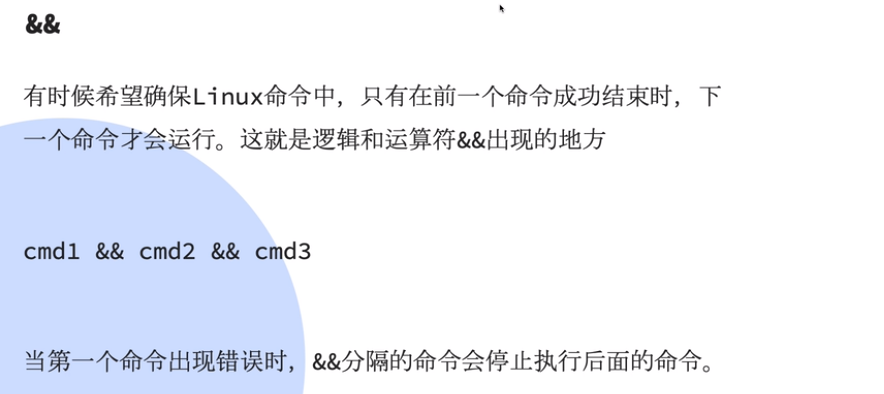 &&
有时候希望确保Linux命令中，只有在前一个命令成功结束时，下
一个命令才会运行。这就是逻辑和运算符&&出现的地方
cmd1 && cmd2 && cmd3
当第一个命令出现错误时，&&分隔的命令会停止执行后面的命令。